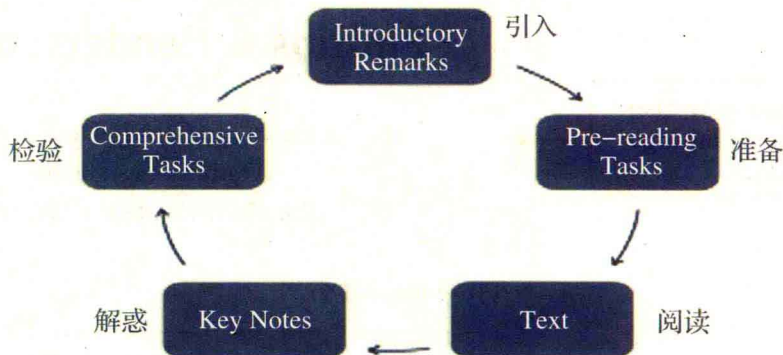 Introductory
Remarks
引入
Pre-reading
Tasks
准备
Text
阅读
Key Notes
解惑
Comprehensive
Tasks
检验